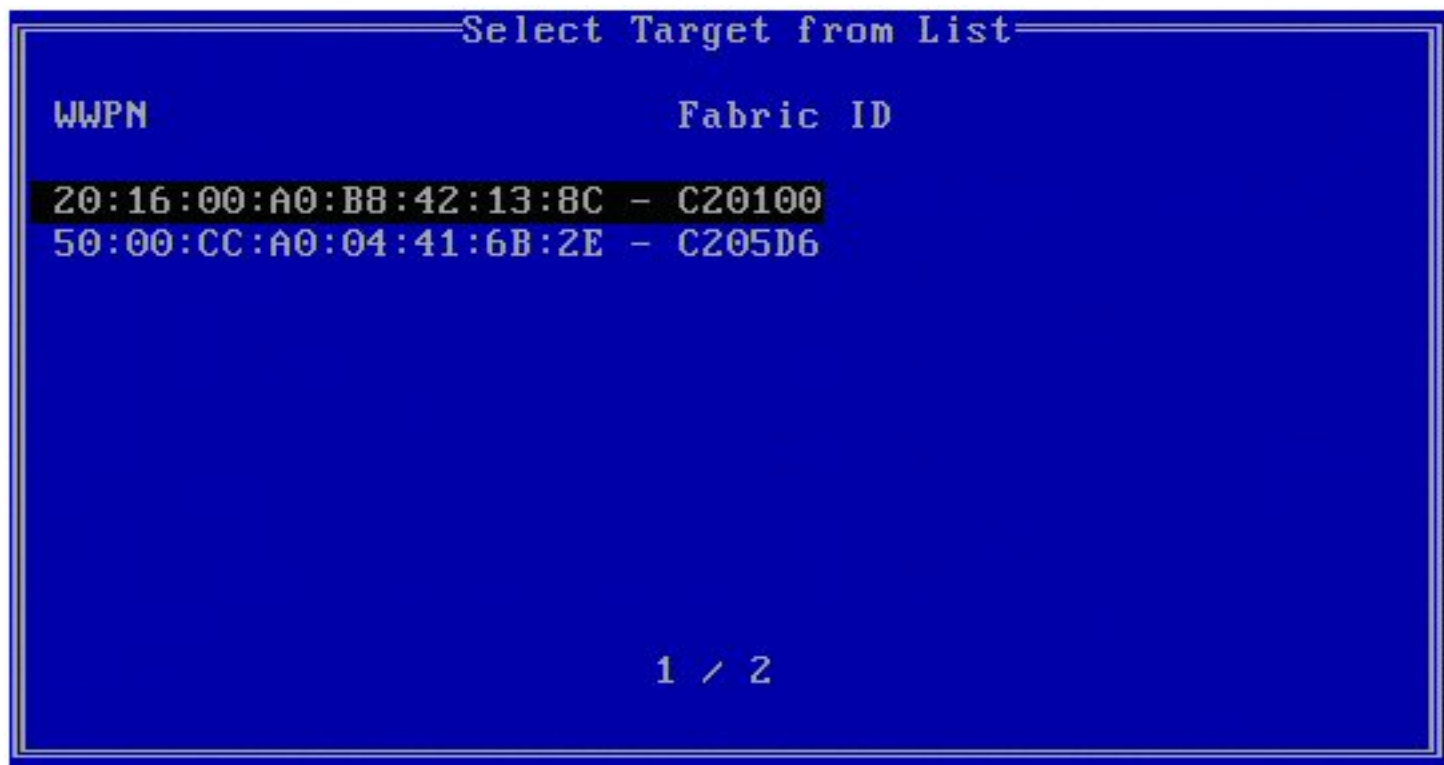 Select Target from List
WWPN Fabric ID
20:16:00:A0:B8:42:13:8C - C20100
50:00:CC:A0:04:41:6B:2E - C205D6
1 / 2